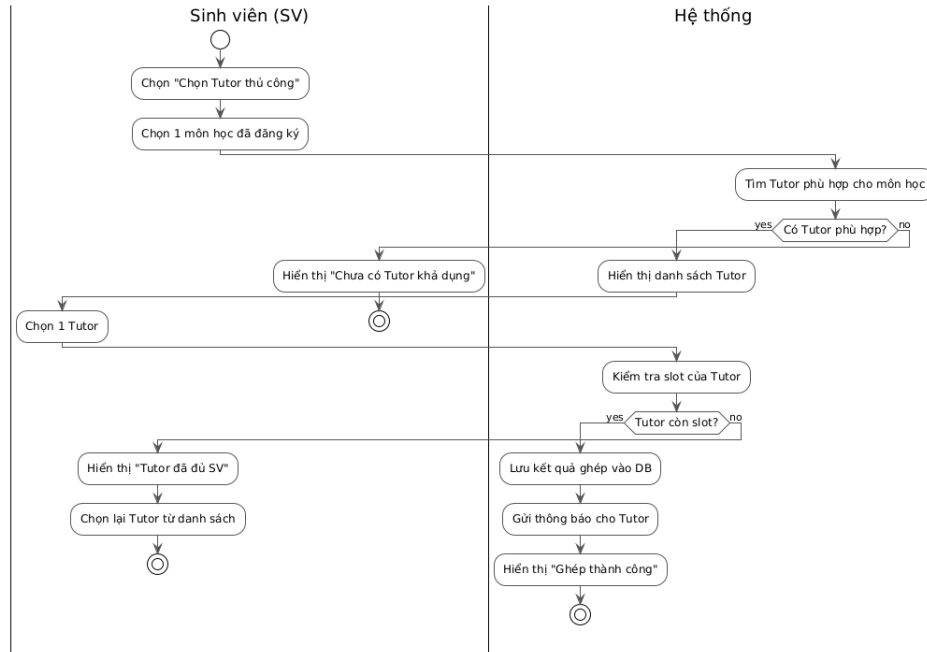 Sinh viên (SV)
Hệ thống
Chọn "Chọn Tutor thủ công"
Chọn 1 môn học đã đăng ký
Tìm Tutor phù hợp cho môn học
yes
Có Tutor phù hợp?
no
Hiển thị "Chưa có Tutor khả dụng"
Hiển thị danh sách Tutor
Chọn 1 Tutor
Kiểm tra slot của Tutor
yes
Tutor còn slot?
no
Hiển thị "Tutor đã đủ SV"
Lưu kết quả ghép vào DB
Chọn lại Tutor từ danh sách
Gửi thông báo cho Tutor
Hiển thị "Ghép thành công"